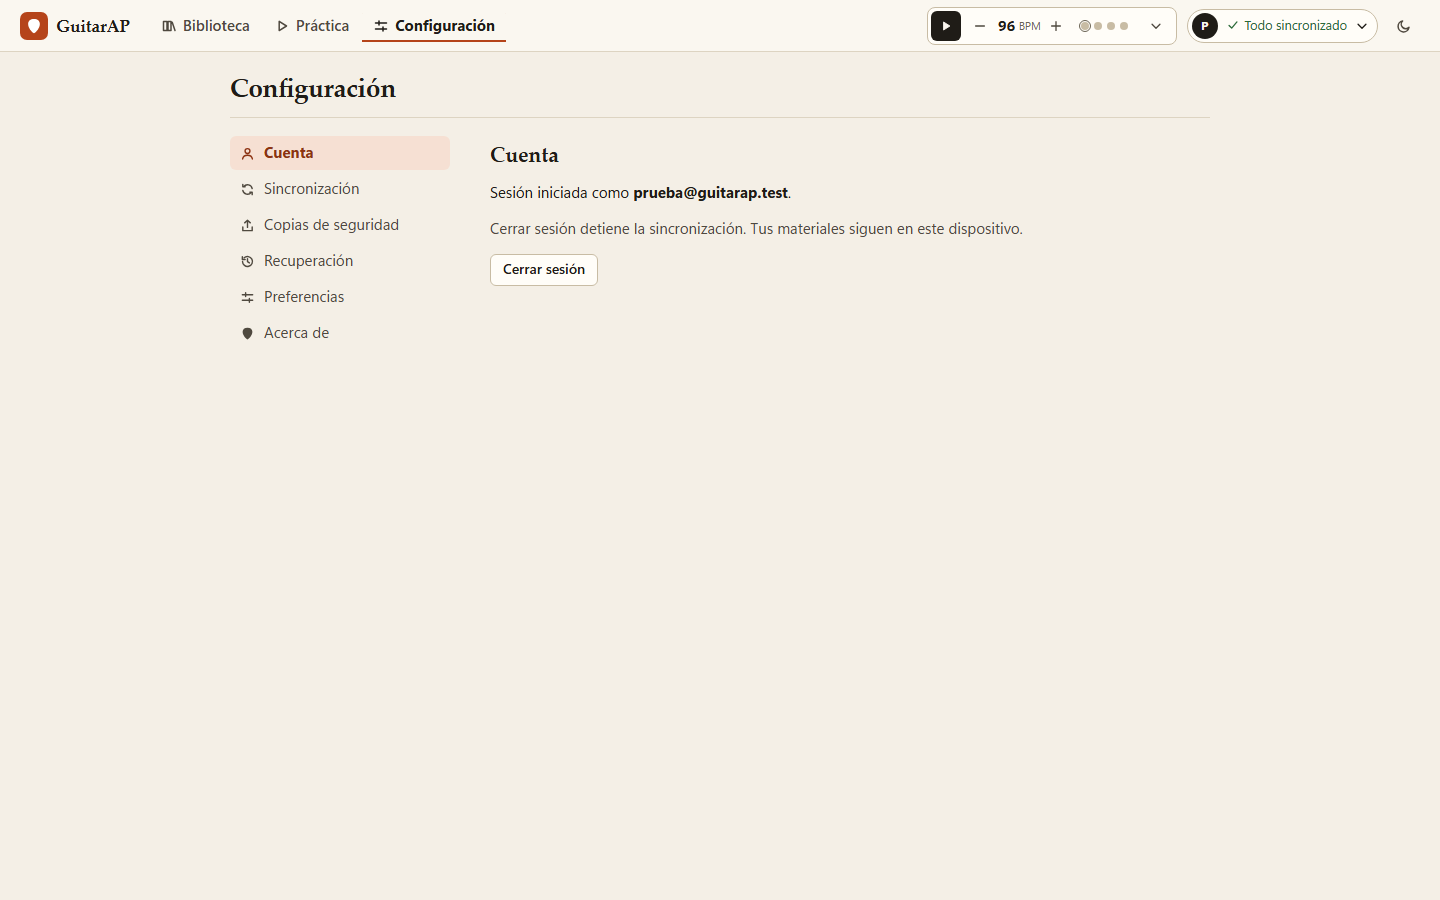 GuitarAP
Biblioteca
Práctica
Configuración
96 BPM
P
Todo sincronizado
Configuración
Cuenta
Sincronización
Copias de seguridad
Recuperación
Preferencias
Acerca de
Cuenta
Sesión iniciada como prueba@guitarap.test.
Cerrar sesión detiene la sincronización. Tus materiales siguen en este dispositivo.
Cerrar sesión